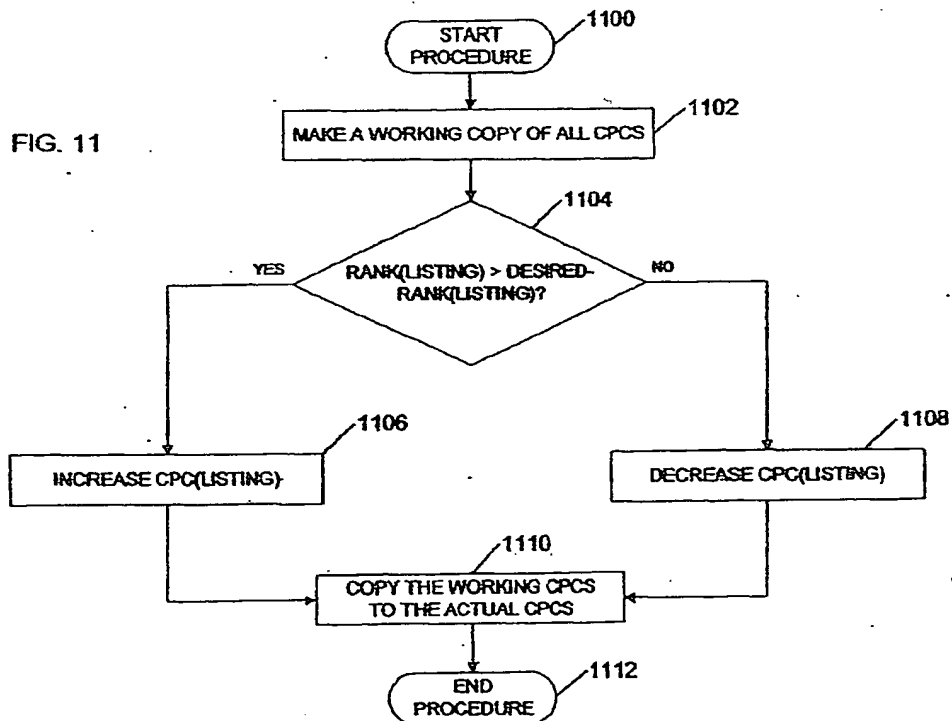 START
PROCEDURE
1100
MAKE A WORKING COPY OF ALL CPCS
1102
FIG. 11
1104
YES
RANK(LISTING) > DESIRED-
RANK(LISTING)?
NO
1106
INCREASE CPC(LISTING)
1108
DECREASE CPC(LISTING)
1110
COPY THE WORKING CPCS
TO THE ACTUAL CPCS
END
PROCEDURE
1112